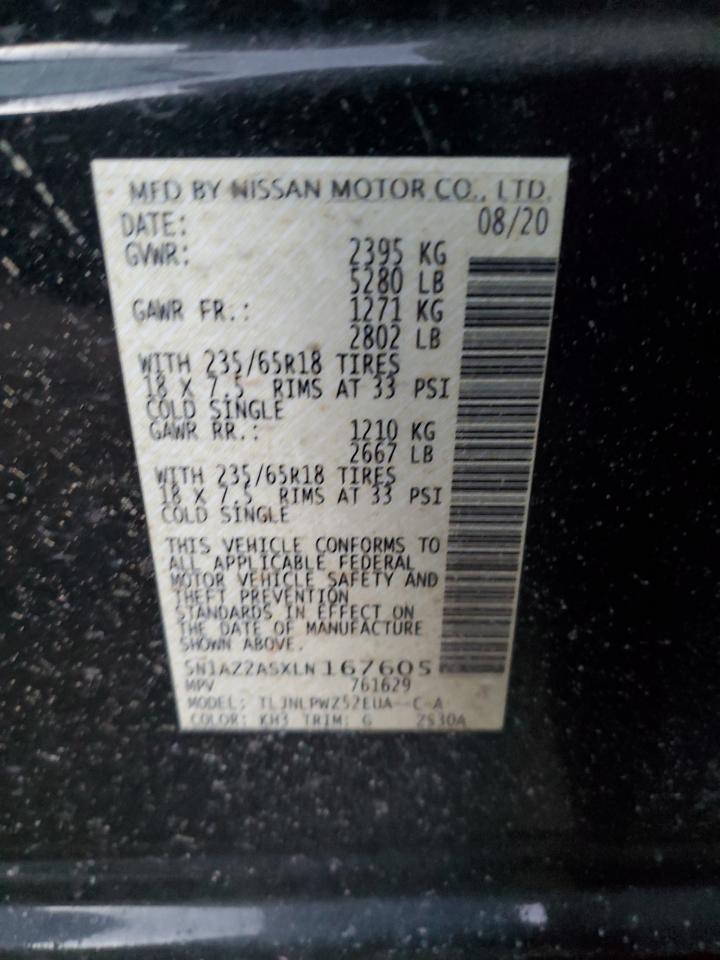 MFD BY NISSAN MOTOR CO., LTD.
DATE: 08/20
GVWR: 2395 KG
5280 LB
GAWR FR.: 1271 KG
2802 LB
WITH 235/65R18 TIRES
18 X 7.5 RIMS AT 33 PSI
COLD SINGLE
GAWR RR.: 1210 KG
2667 LB
WITH 235/65R18 TIRES
18 X 7.5 RIMS AT 33 PSI
COLD SINGLE
THIS VEHICLE CONFORMS TO
ALL APPLICABLE FEDERAL
MOTOR VEHICLE SAFETY AND
THEFT PREVENTION
STANDARDS IN EFFECT ON
THE DATE OF MANUFACTURE
SHOWN ABOVE.
5N1AZ2ASXLN167605
MPV 761629
MODEL: TLJNLPWZ52EUA--C-A
COLOR: KH3 TRIM: G ZS30A